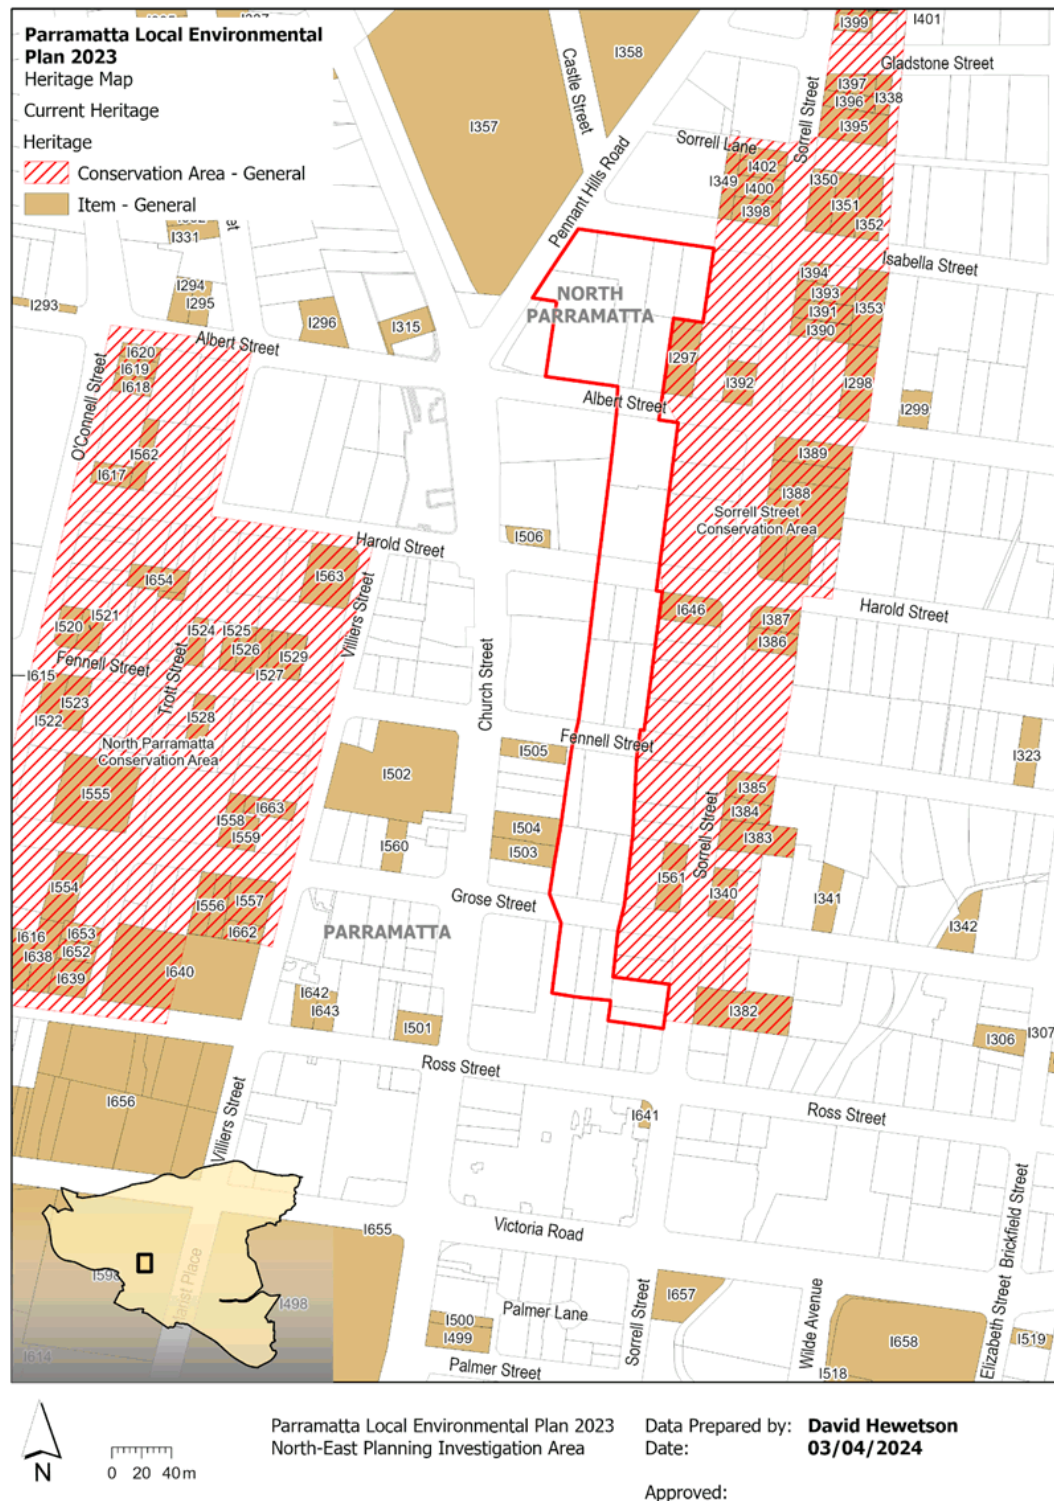 Parramatta Local Environmental
Plan 2023
Heritage Map
Current Heritage
Heritage
Conservation Area - General
Item - General
I399
I401
Gladstone Street
I358
Castle Street
I397
I338
I396
I395
Sorrell Street
I357
Sorrell Lane
I402
I349
I400
I398
I350
I351
I352
Pennant Hills Road
I331
Isabella Street
I294
I295
I293
I296
I315
NORTH
PARRAMATTA
I394
I393
I353
I391
I390
Albert Street
I620
I619
I618
O'Connell Street
I297
I392
I298
I299
Albert Street
I562
I617
I389
I388
Sorrell Street
Conservation Area
I506
Harold Street
I563
I654
I646
I387
I386
Harold Street
I521
I520
I524
I525
I526
I529
I527
Villiers Street
Fennell Street
Trott Street
I615
I523
I522
I528
Church Street
North Parramatta
Conservation Area
Fennell Street
I505
I502
I323
I555
I663
I558
I559
I385
I384
I383
I504
I503
I560
Sorrell Street
I561
I340
I341
I554
I556
I557
I662
Grose Street
I342
PARRAMATTA
I616
I653
I638
I652
I639
I640
I642
I643
I501
I382
I306
I307
Ross Street
I656
Villiers Street
I641
Ross Street
Victoria Road
I655
Brickfield Street
I598
I498
I614
I500
I499
Palmer Lane
Palmer Street
Sorrell Street
I657
Wilde Avenue
I658
I518
Elizabeth Street
I519
N
0 20 40m
Parramatta Local Environmental Plan 2023
North-East Planning Investigation Area
Data Prepared by: David Hewetson
Date: 03/04/2024
Approved: